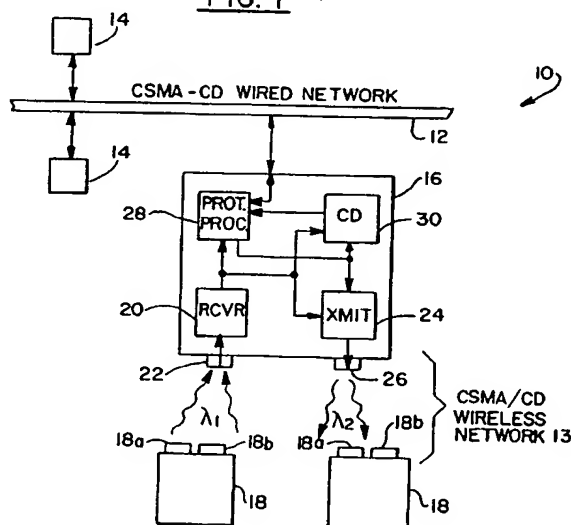 FIG. 1
14
10
CSMA-CD WIRED NETWORK
12
14
16
PROT. PROC.
28
CD
30
20
RCVR
XMIT
24
22
26
CSMA/CD WIRELESS NETWORK 13
λ1
λ2
18a
18b
18a
18b
18
18